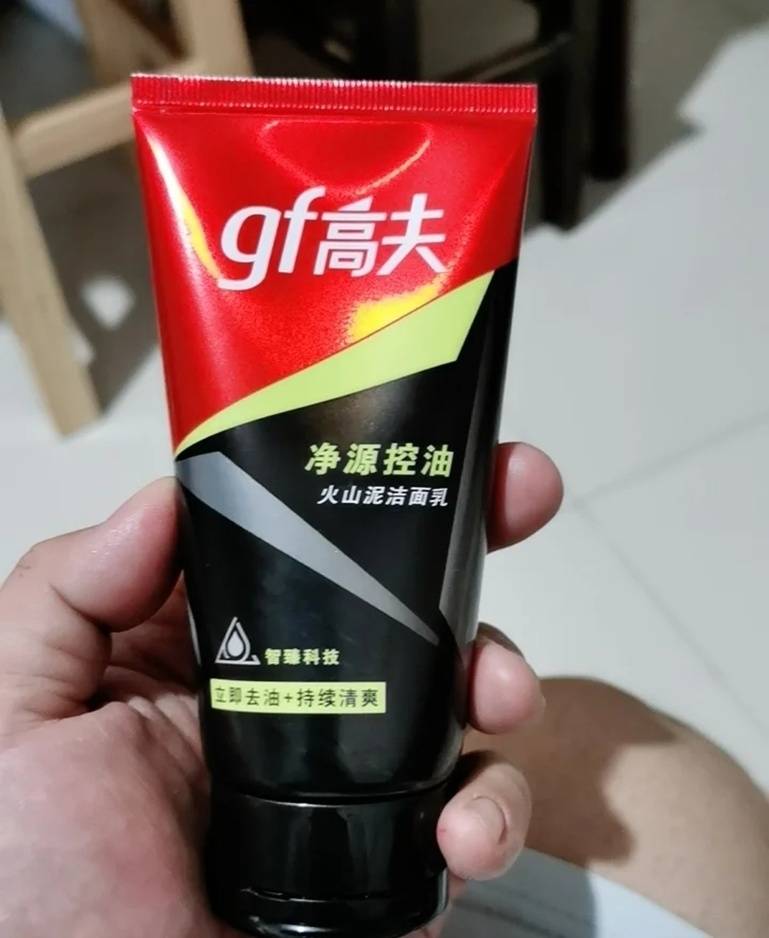 gf高夫
净源控油
火山泥洁面乳
智臻科技
立即去油+持续清爽